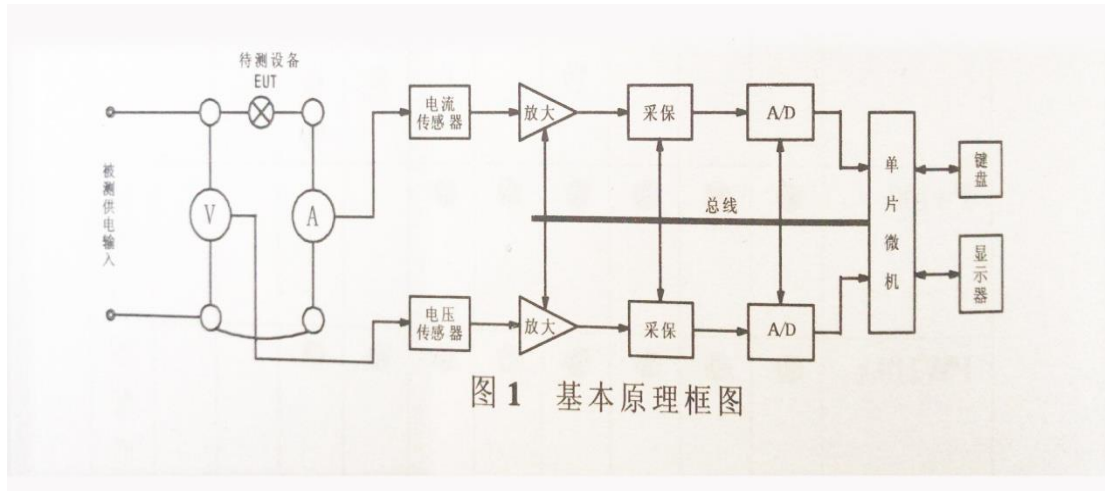 待测设备
EUT
被测供电输入
V
A
电流
传感器
放大
采保
A/D
总线
单片微机
键盘
显示器
电压
传感器
放大
采保
A/D
图1 基本原理框图